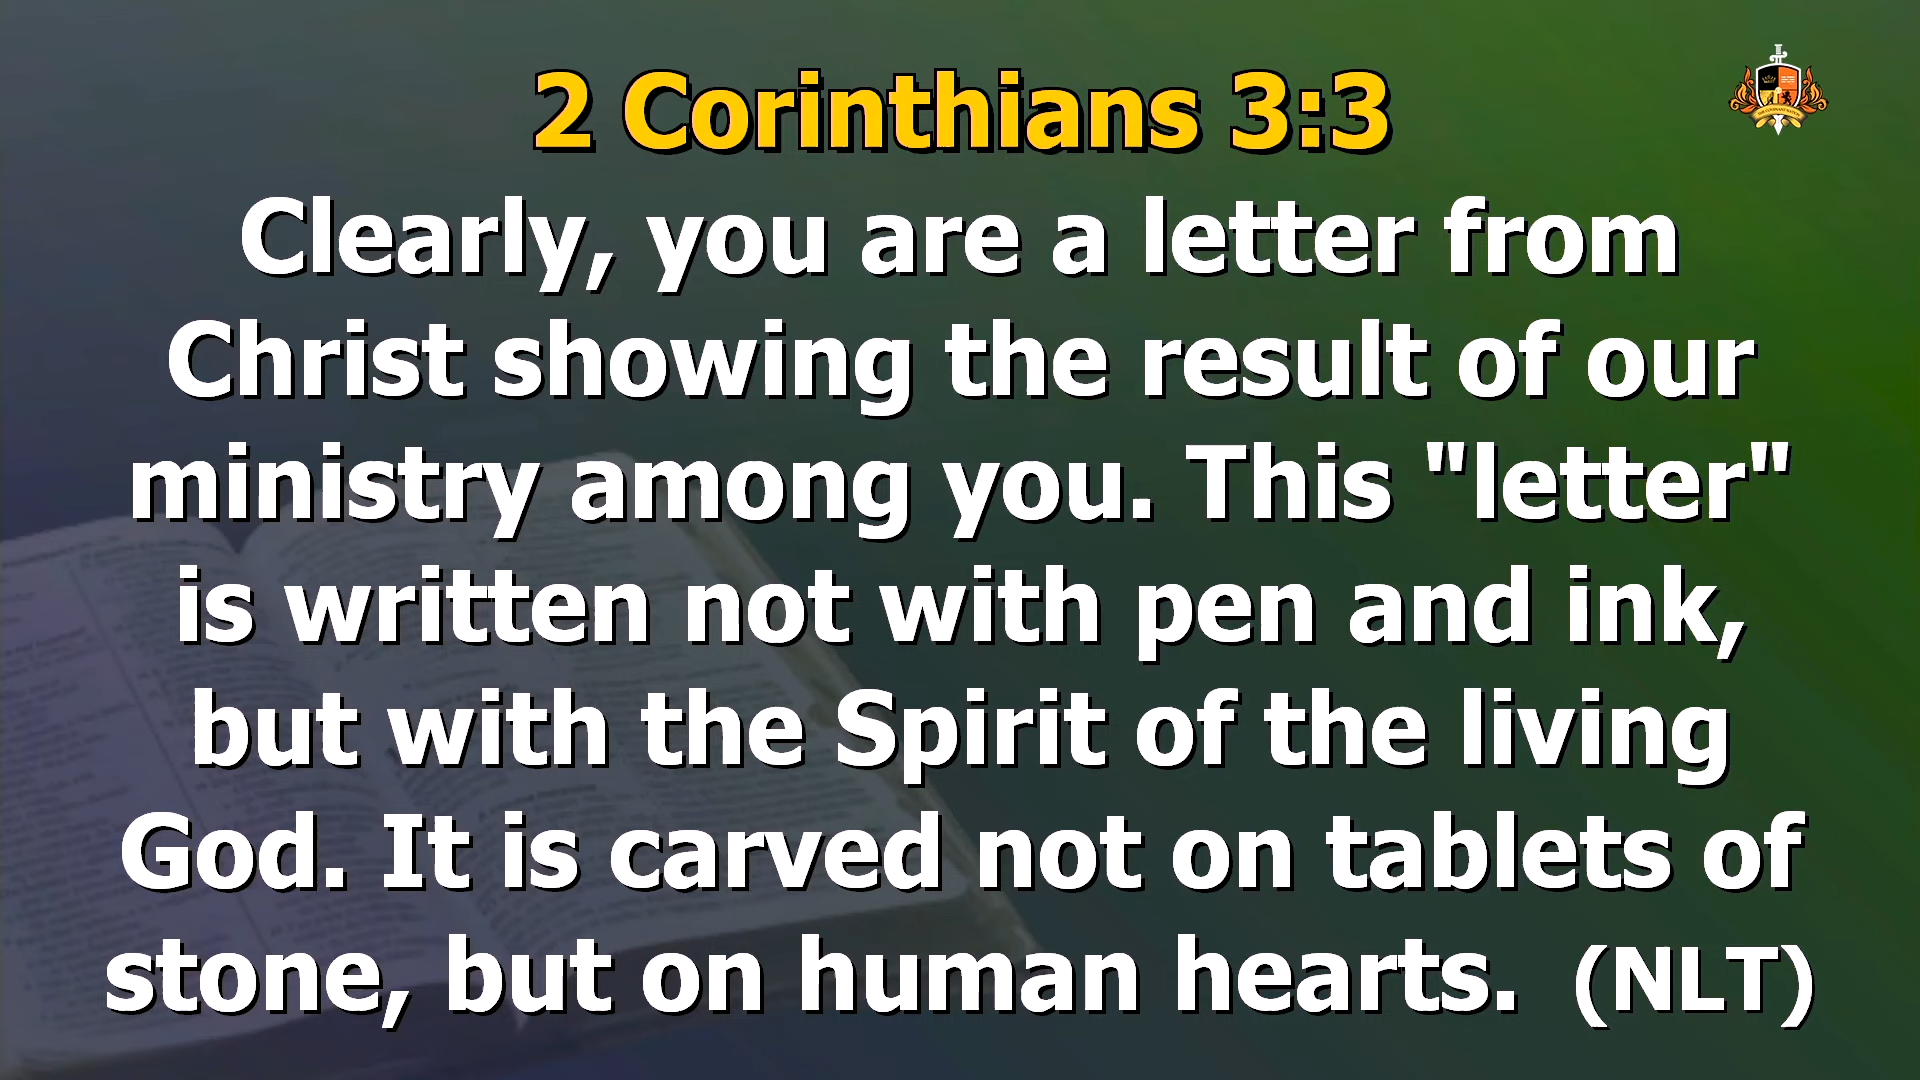 2 Corinthians 3:3
Clearly, you are a letter from
Christ showing the result of our
ministry among you. This "letter"
is written not with pen and ink,
but with the Spirit of the living
God. It is carved not on tablets of
stone, but on human hearts. (NLT)